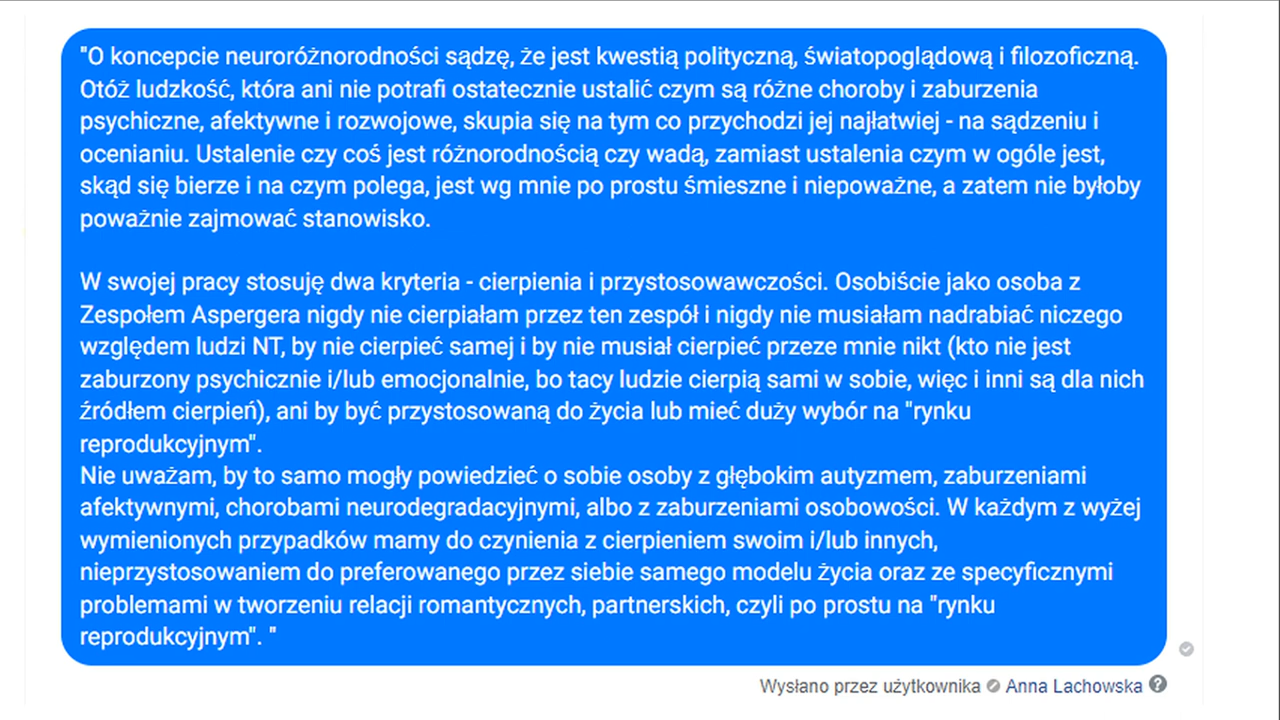 "O koncepcie neuroróżnorodności sądzę, że jest kwestią polityczną, światopoglądową i filozoficzną.
Otóż ludzkość, która ani nie potrafi ostatecznie ustalić czym są różne choroby i zaburzenia
psychiczne, afektywne i rozwojowe, skupia się na tym co przychodzi jej najłatwiej - na sądzeniu i
ocenianiu. Ustalenie czy coś jest różnorodnością czy wadą, zamiast ustalenia czym w ogóle jest,
skąd się bierze i na czym polega, jest wg mnie po prostu śmieszne i niepoważne, a zatem nie byłoby
poważnie zajmować stanowisko.
W swojej pracy stosuję dwa kryteria - cierpienia i przystosowawczości. Osobiście jako osoba z
Zespołem Aspergera nigdy nie cierpiałam przez ten zespół i nigdy nie musiałam nadrabiać niczego
względem ludzi NT, by nie cierpieć samej i by nie musiał cierpieć przeze mnie nikt (kto nie jest
zaburzony psychicznie i/lub emocjonalnie, bo tacy ludzie cierpią sami w sobie, więc i inni są dla nich
źródłem cierpień), ani by być przystosowaną do życia lub mieć duży wybór na "rynku
reprodukcyjnym".
Nie uważam, by to samo mogły powiedzieć o sobie osoby z głębokim autyzmem, zaburzeniami
afektywnymi, chorobami neurodegradacyjnymi, albo z zaburzeniami osobowości. W każdym z wyżej
wymienionych przypadków mamy do czynienia z cierpieniem swoim i/lub innych,
nieprzystosowaniem do preferowanego przez siebie samego modelu życia oraz ze specyficznymi
problemami w tworzeniu relacji romantycznych, partnerskich, czyli po prostu na "rynku
reprodukcyjnym". "
Wysłano przez użytkownika Anna Lachowska ?